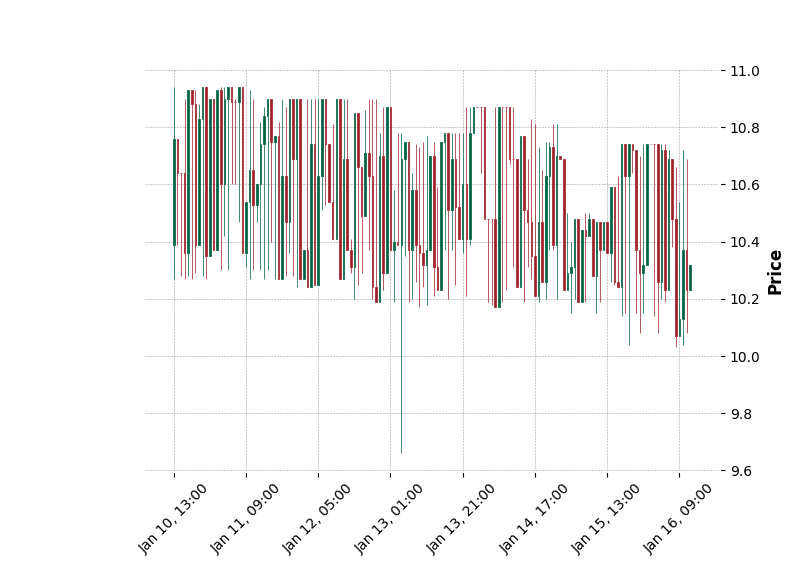 11.0
10.8
10.6
10.4
10.2
10.0
9.8
9.6
Price
Jan 10, 13:00
Jan 11, 09:00
Jan 12, 05:00
Jan 13, 01:00
Jan 13, 21:00
Jan 14, 17:00
Jan 15, 13:00
Jan 16, 09:00